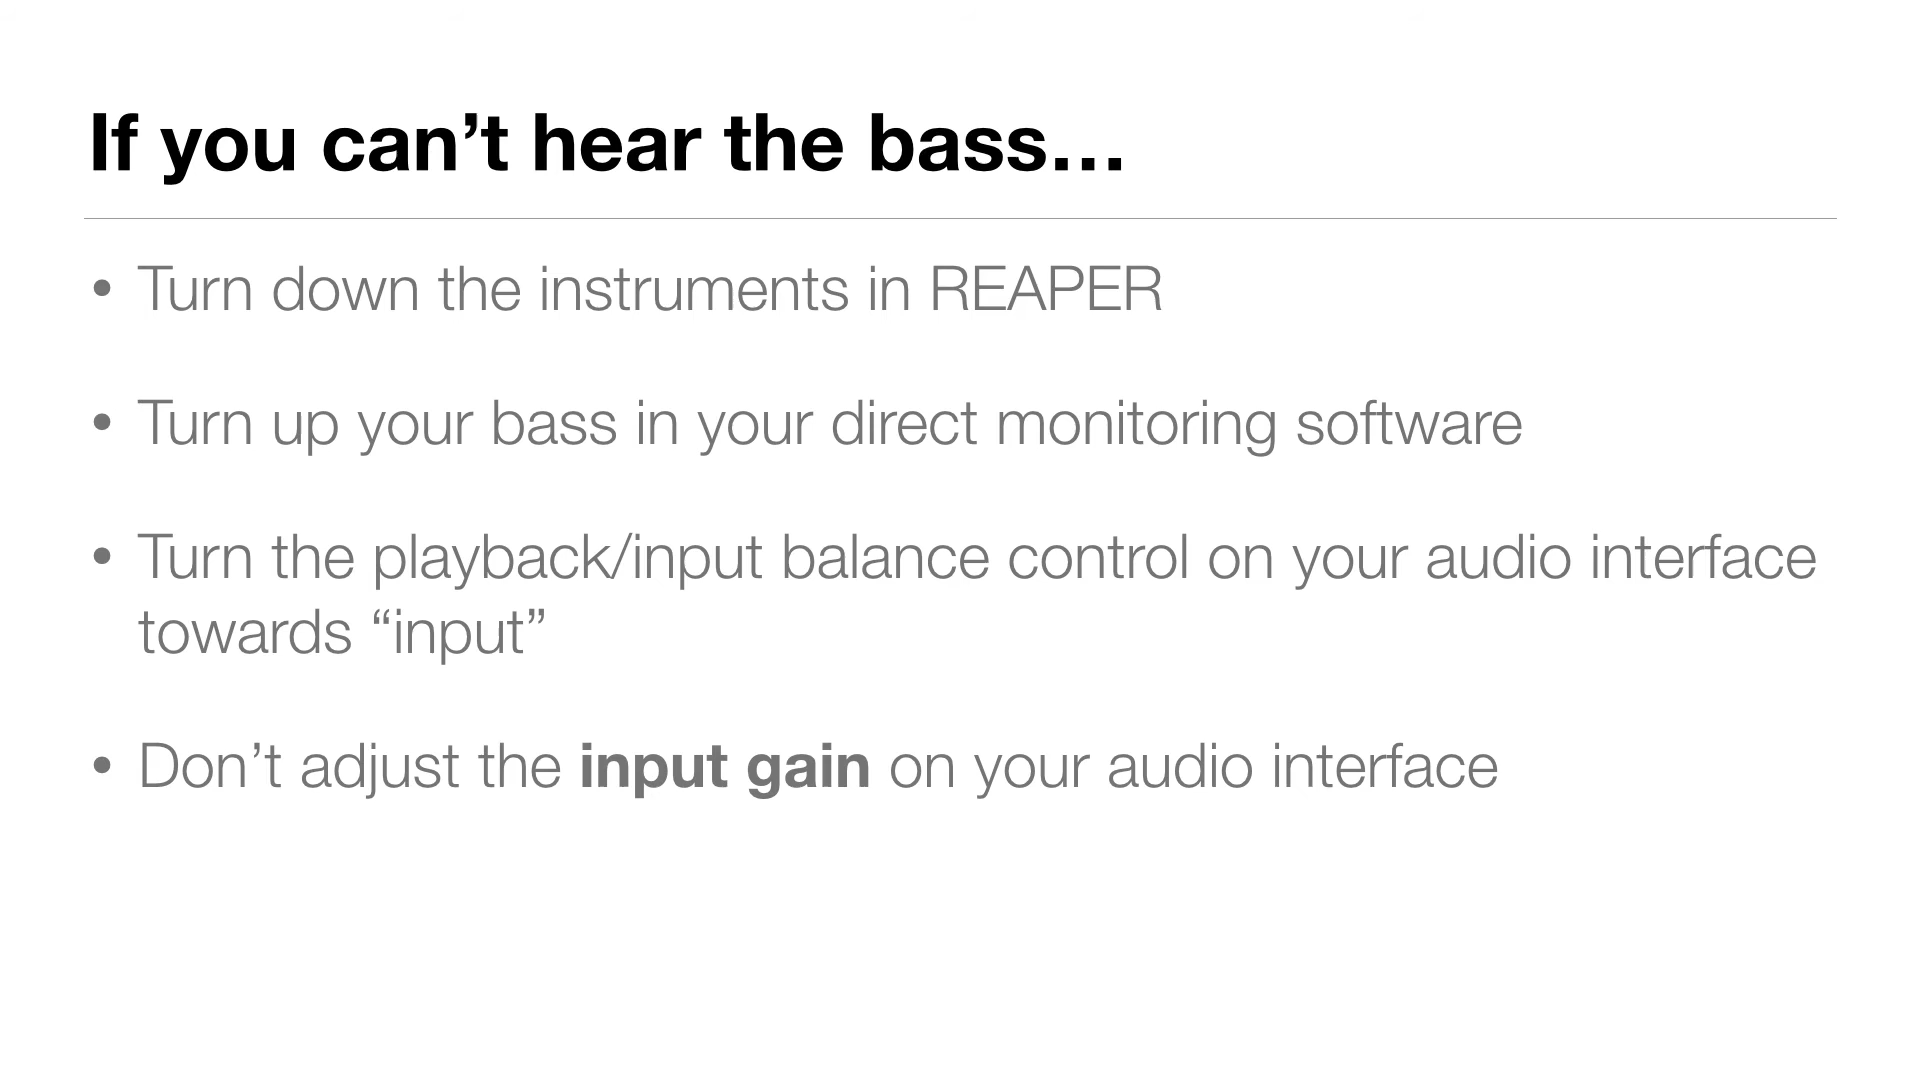 If you can’t hear the bass…
• Turn down the instruments in REAPER
• Turn up your bass in your direct monitoring software
• Turn the playback/input balance control on your audio interface
towards “input”
• Don’t adjust the input gain on your audio interface